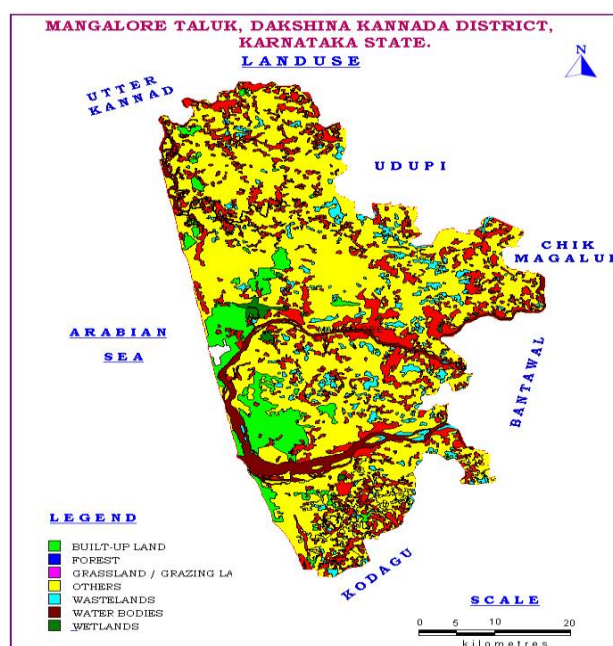 MANGALORE TALUK, DAKSHINA KANNADA DISTRICT,
KARNATAKA STATE.
LANDUSE
N
UTTER
KANNAD
UDUPI
CHIK
MAGALUR
ARABIAN
SEA
BANTAWAL
KODAGU
LEGEND
BUILT-UP LAND
FOREST
GRASSLAND / GRAZING LA
OTHERS
WASTELANDS
WATER BODIES
WETLANDS
SCALE
0 5 10 20
kilometres